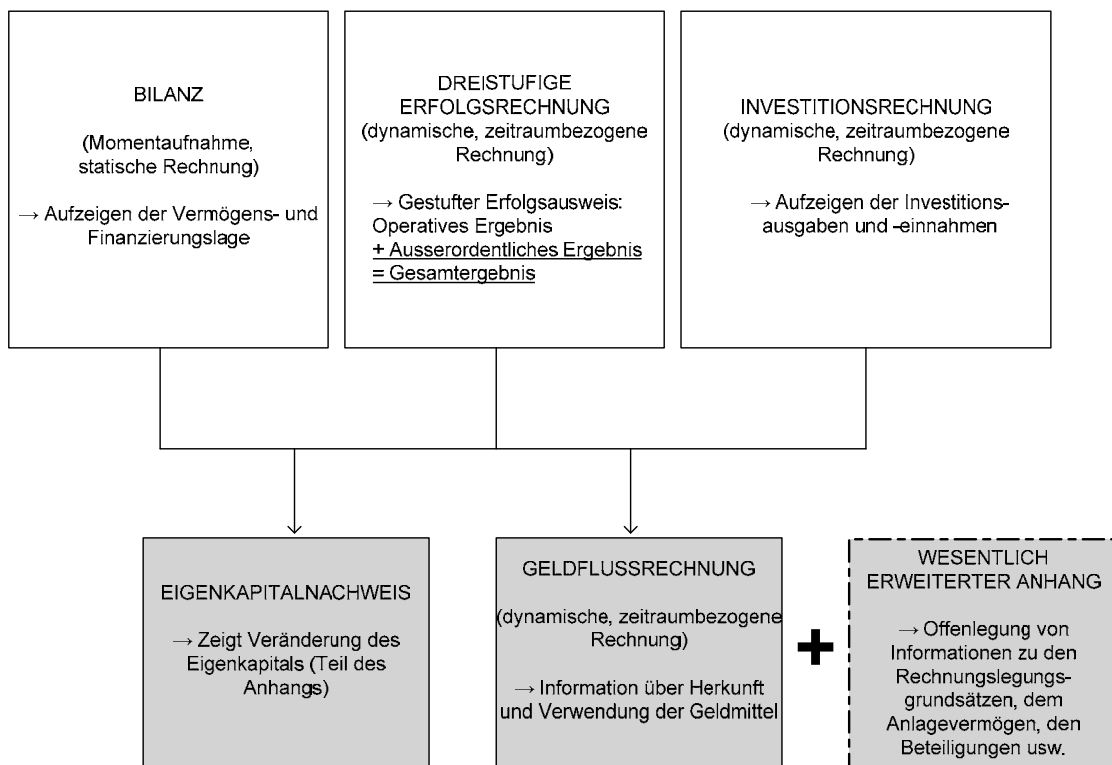 BILANZ
(Momentaufnahme,
statische Rechnung)
→ Aufzeigen der Vermögens- und
Finanzierungslage
DREISTUFIGE
ERFOLGSRECHNUNG
(dynamische, zeitraumbezogene
Rechnung)
→ Gestufter Erfolgsausweis:
Operatives Ergebnis
+ Ausserordentliches Ergebnis
= Gesamtergebnis
INVESTITIONSRECHNUNG
(dynamische, zeitraumbezogene
Rechnung)
→ Aufzeigen der Investitions-
ausgaben und -einnahmen
EIGENKAPITALNACHWEIS
→ Zeigt Veränderung des
Eigenkapitals (Teil des
Anhangs)
GELDFLUSSRECHNUNG
(dynamische, zeitraumbezogene
Rechnung)
→ Information über Herkunft
und Verwendung der Geldmittel
+
WESENTLICH
ERWEITERTER ANHANG
→ Offenlegung von
Informationen zu den
Rechnungslegungs-
grundsätzen, dem
Anlagevermögen, den
Beteiligungen usw.